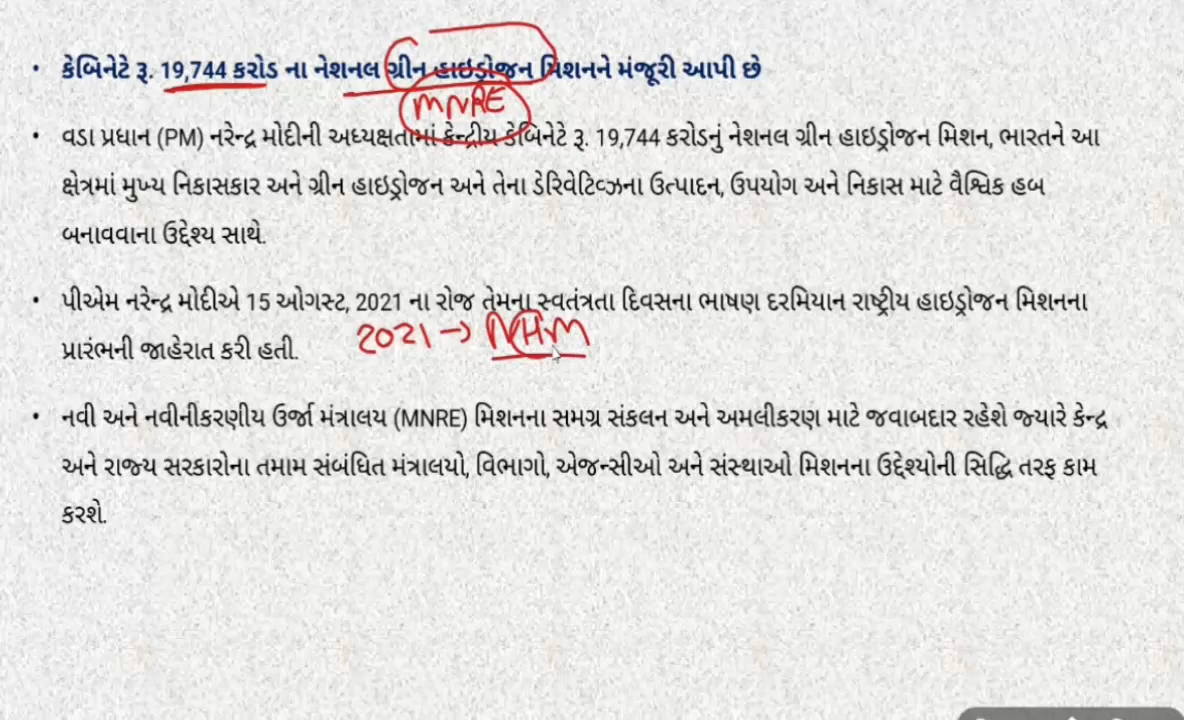 • કેબિનેટે રૂ. 19,744 કરોડ ના નેશનલ ગ્રીન હાઇડ્રોજન મિશનને મંજૂરી આપી છે
MNRE
• વડા પ્રધાન (PM) નરેન્દ્ર મોદીની અધ્યક્ષતામાં કેન્દ્રીય કેબિનેટે રૂ. 19,744 કરોડનું નેશનલ ગ્રીન હાઇડ્રોજન મિશન, ભારતને આ
ક્ષેત્રમાં મુખ્ય નિકાસકાર અને ગ્રીન હાઇડ્રોજન અને તેના ડેરિવેટિવ્ઝના ઉત્પાદન, ઉપયોગ અને નિકાસ માટે વૈશ્વિક હબ
બનાવવાના ઉદ્દેશ્ય સાથે.
• પીએમ નરેન્દ્ર મોદીએ 15 ઓગસ્ટ, 2021 ના રોજ તેમના સ્વતંત્રતા દિવસના ભાષણ દરમિયાન રાષ્ટ્રીય હાઇડ્રોજન મિશનના
પ્રારંભની જાહેરાત કરી હતી.
2021 → NHM
• નવી અને નવીનીકરણીય ઉર્જા મંત્રાલય (MNRE) મિશનના સમગ્ર સંકલન અને અમલીકરણ માટે જવાબદાર રહેશે જ્યારે કેન્દ્ર
અને રાજ્ય સરકારોના તમામ સંબંધિત મંત્રાલયો, વિભાગો, એજન્સીઓ અને સંસ્થાઓ મિશનના ઉદ્દેશ્યોની સિદ્ધિ તરફ કામ
કરશે.